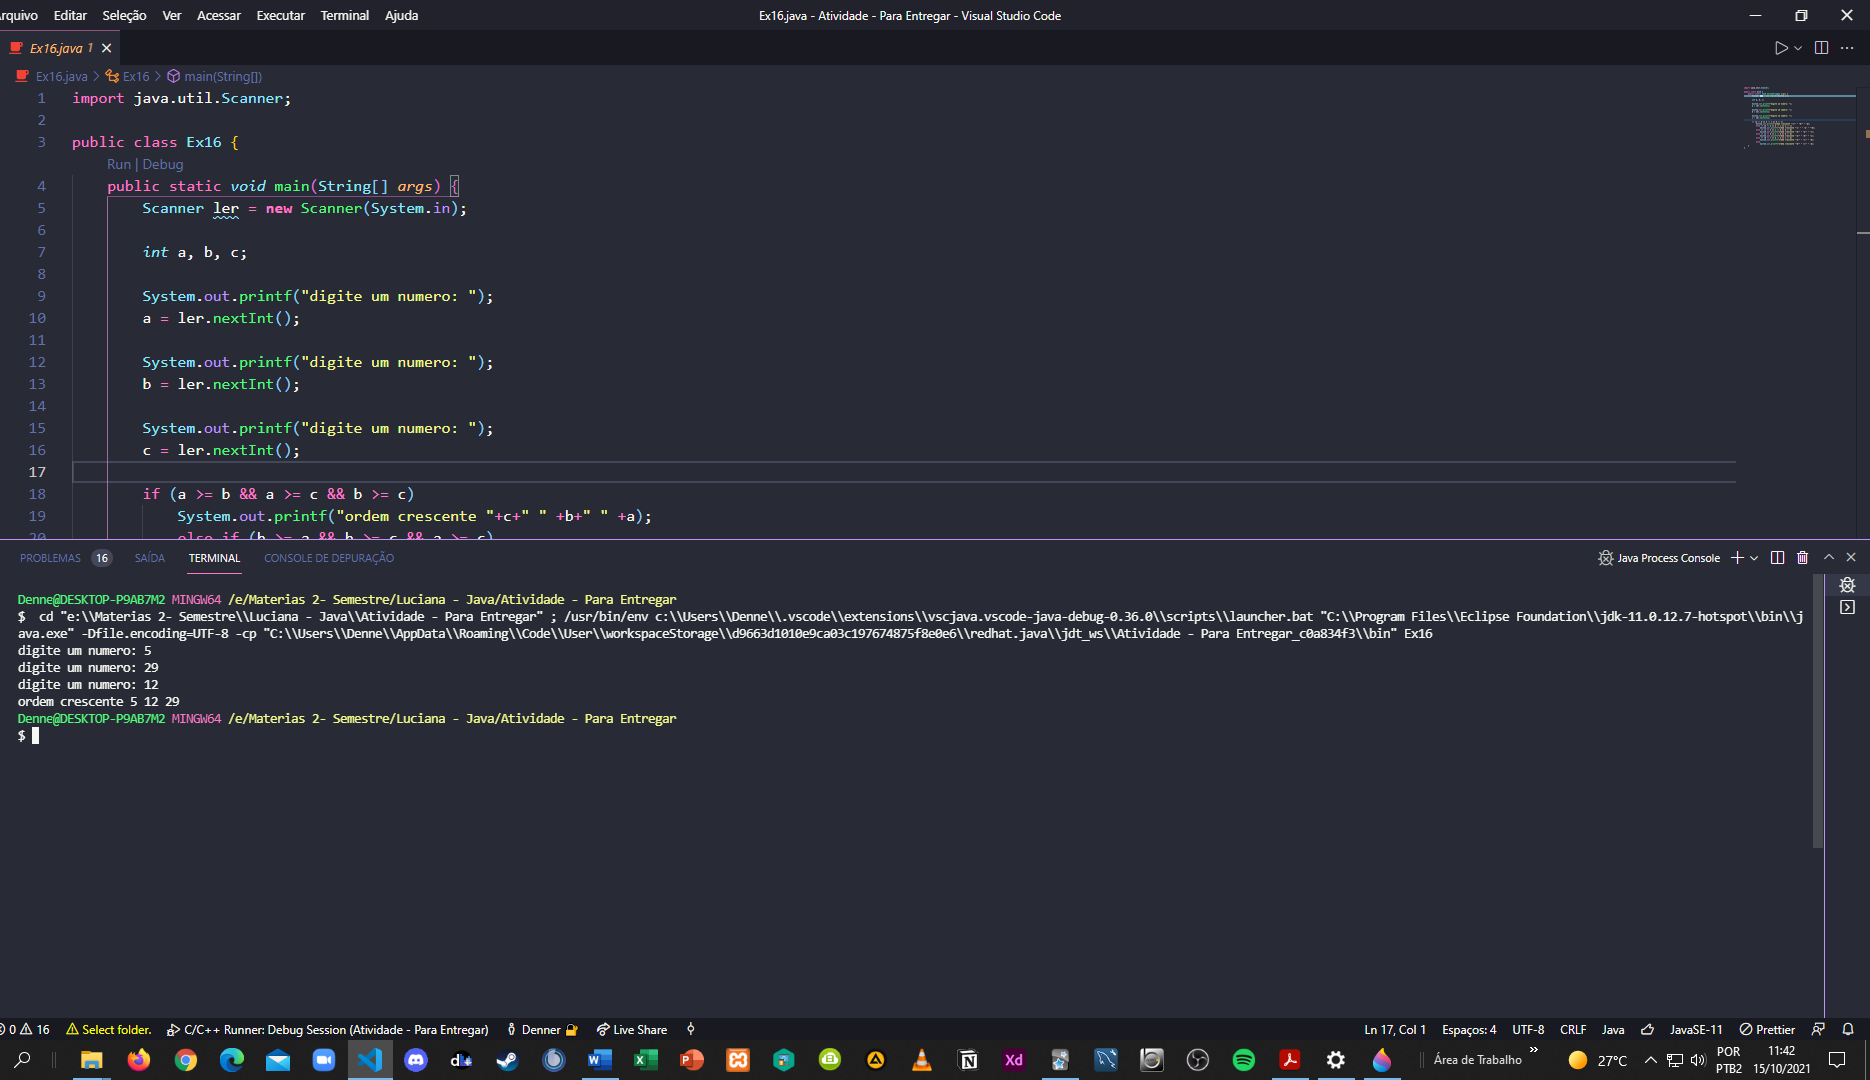 rquivo Editar Seleção Ver Acessar Executar Terminal Ajuda
Ex16.java - Atividade - Para Entregar - Visual Studio Code
Ex16.java 1
Ex16.java > Ex16 > main(String[])
1 import java.util.Scanner;
2
3 public class Ex16 {
Run | Debug
4 public static void main(String[] args) {
5 Scanner ler = new Scanner(System.in);
6
7 int a, b, c;
8
9 System.out.printf("digite um numero: ");
10 a = ler.nextInt();
11
12 System.out.printf("digite um numero: ");
13 b = ler.nextInt();
14
15 System.out.printf("digite um numero: ");
16 c = ler.nextInt();
17
18 if (a >= b && a >= c && b >= c)
19 System.out.printf("ordem crescente "+c+" " +b+" " +a);
20 else if (b >= a && b >= c && a >= c)
PROBLEMAS 16 SAÍDA TERMINAL CONSOLE DE DEPURAÇÃO
Java Process Console
Denne@DESKTOP-P9AB7M2 MINGW64 /e/Materias 2- Semestre/Luciana - Java/Atividade - Para Entregar
$ cd "e:\\Materias 2- Semestre\\Luciana - Java\\Atividade - Para Entregar" ; /usr/bin/env c:\\Users\\Denne\\.vscode\\extensions\\vscjava.vscode-java-debug-0.36.0\\scripts\\launcher.bat "C:\\Program Files\\Eclipse Foundation\\jdk-11.0.12.7-hotspot\\bin\\j
ava.exe" -Dfile.encoding=UTF-8 -cp "C:\\Users\\Denne\\AppData\\Roaming\\Code\\User\\workspaceStorage\\d9663d1010e9ca03c197674875f8e0e6\\redhat.java\\jdt_ws\\Atividade - Para Entregar_c0a834f3\\bin" Ex16
digite um numero: 5
digite um numero: 29
digite um numero: 12
ordem crescente 5 12 29
Denne@DESKTOP-P9AB7M2 MINGW64 /e/Materias 2- Semestre/Luciana - Java/Atividade - Para Entregar
$
0 16 Select folder. C/C++ Runner: Debug Session (Atividade - Para Entregar) Denner Live Share
Ln 17, Col 1 Espaços: 4 UTF-8 CRLF Java JavaSE-11 Prettier
Área de Trabalho
27°C
POR
PTB2
11:42
15/10/2021
Xd